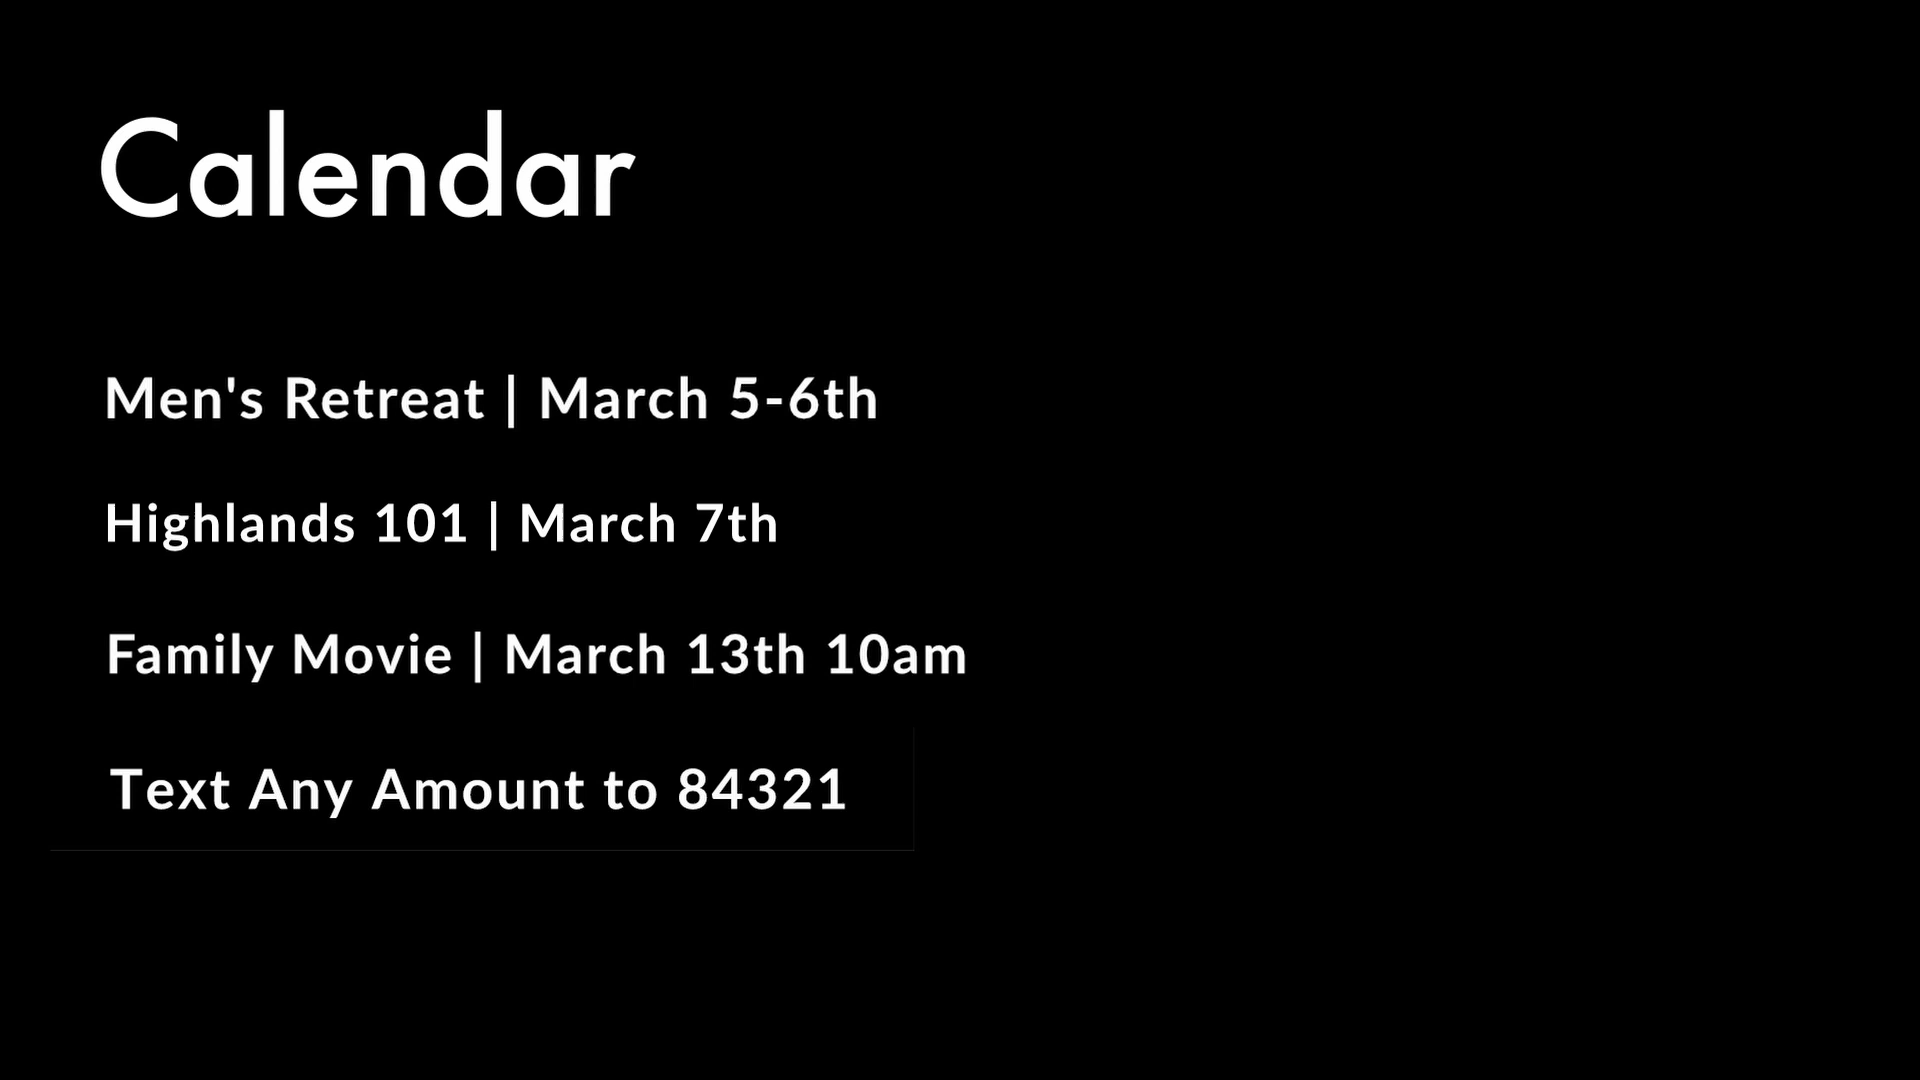 Calendar
Men's Retreat | March 5-6th
Highlands 101 | March 7th
Family Movie | March 13th 10am
Text Any Amount to 84321